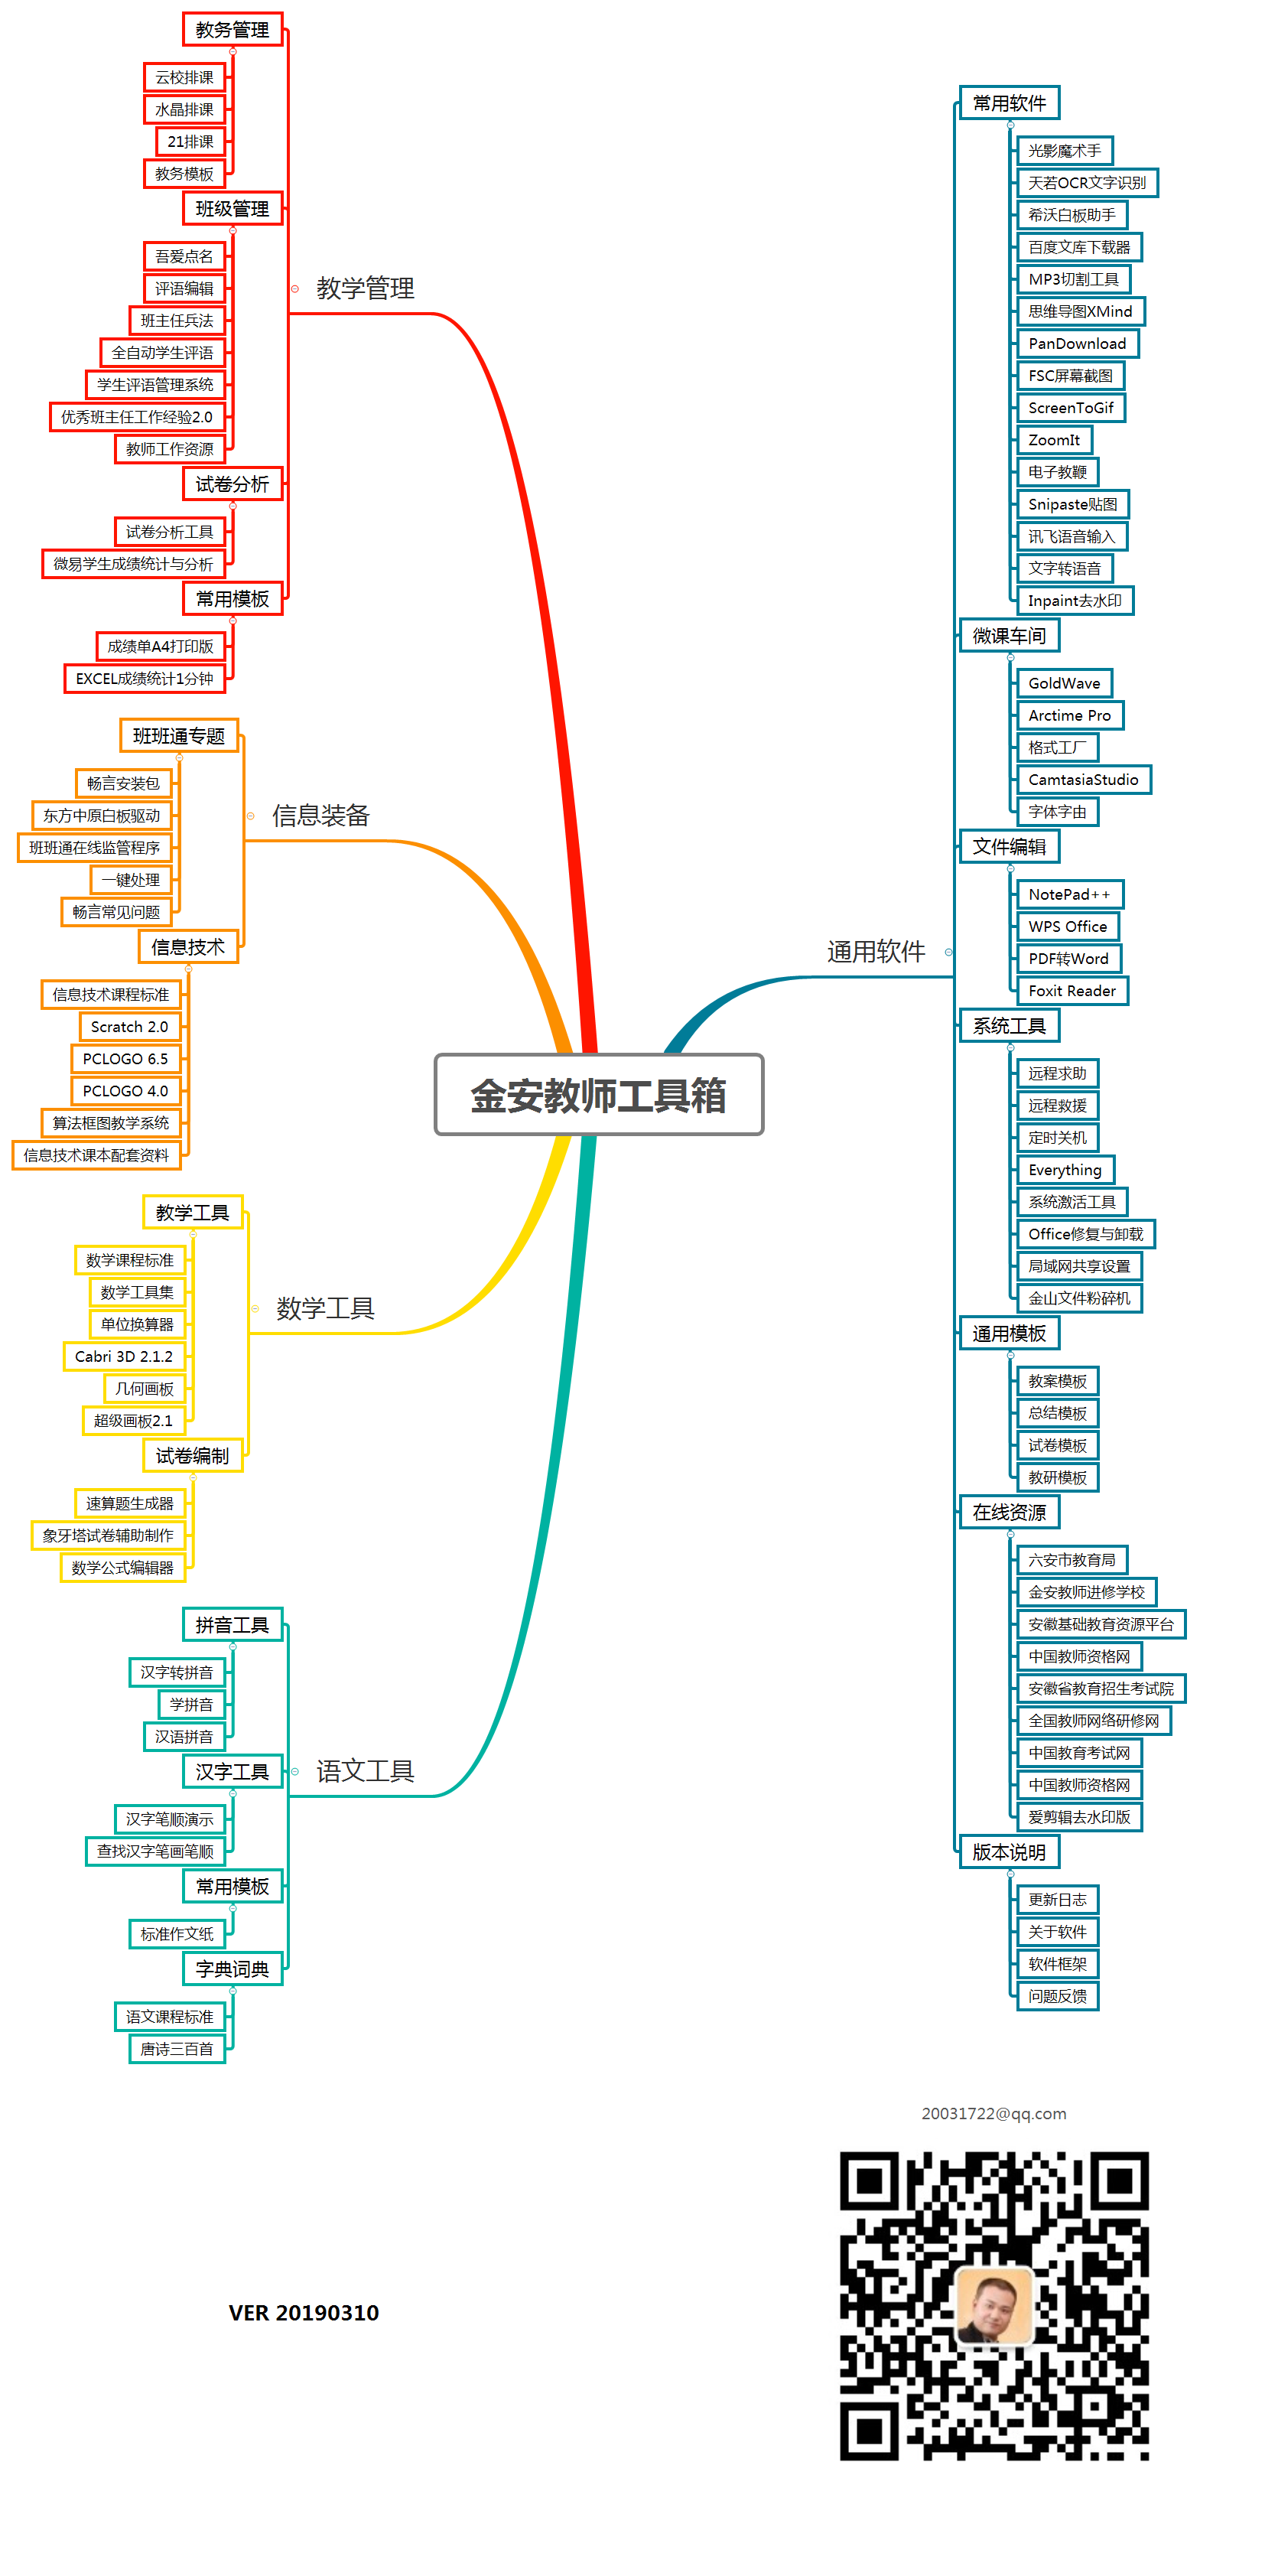 金安教师工具箱
教学管理
教务管理
云校排课
水晶排课
21排课
教务模板
班级管理
吾爱点名
评语编辑
班主任兵法
全自动学生评语
学生评语管理系统
优秀班主任工作经验2.0
教师工作资源
试卷分析
试卷分析工具
微易学生成绩统计与分析
常用模板
成绩单A4打印版
EXCEL成绩统计1分钟
信息装备
班班通专题
畅言安装包
东方中原白板驱动
班班通在线监管程序
一键处理
畅言常见问题
信息技术
信息技术课程标准
Scratch 2.0
PCLOGO 6.5
PCLOGO 4.0
算法框图教学系统
信息技术课本配套资料
数学工具
教学工具
数学课程标准
数学工具集
单位换算器
Cabri 3D 2.1.2
几何画板
超级画板2.1
试卷编制
速算题生成器
象牙塔试卷辅助制作
数学公式编辑器
语文工具
拼音工具
汉字转拼音
学拼音
汉语拼音
汉字工具
汉字笔顺演示
查找汉字笔画笔顺
常用模板
标准作文纸
字典词典
语文课程标准
唐诗三百首
通用软件
常用软件
光影魔术手
天若OCR文字识别
希沃白板助手
百度文库下载器
MP3切割工具
思维导图XMind
PanDownload
FSC屏幕截图
ScreenToGif
ZoomIt
电子教鞭
Snipaste贴图
讯飞语音输入
文字转语音
Inpaint去水印
微课车间
GoldWave
Arctime Pro
格式工厂
CamtasiaStudio
字体字由
文件编辑
NotePad++
WPS Office
PDF转Word
Foxit Reader
系统工具
远程求助
远程救援
定时关机
Everything
系统激活工具
Office修复与卸载
局域网共享设置
金山文件粉碎机
通用模板
教案模板
总结模板
试卷模板
教研模板
在线资源
六安市教育局
金安教师进修学校
安徽基础教育资源平台
中国教师资格网
安徽省教育招生考试院
全国教师网络研修网
中国教育考试网
中国教师资格网
爱剪辑去水印版
版本说明
更新日志
关于软件
软件框架
问题反馈
20031722@qq.com
VER 20190310